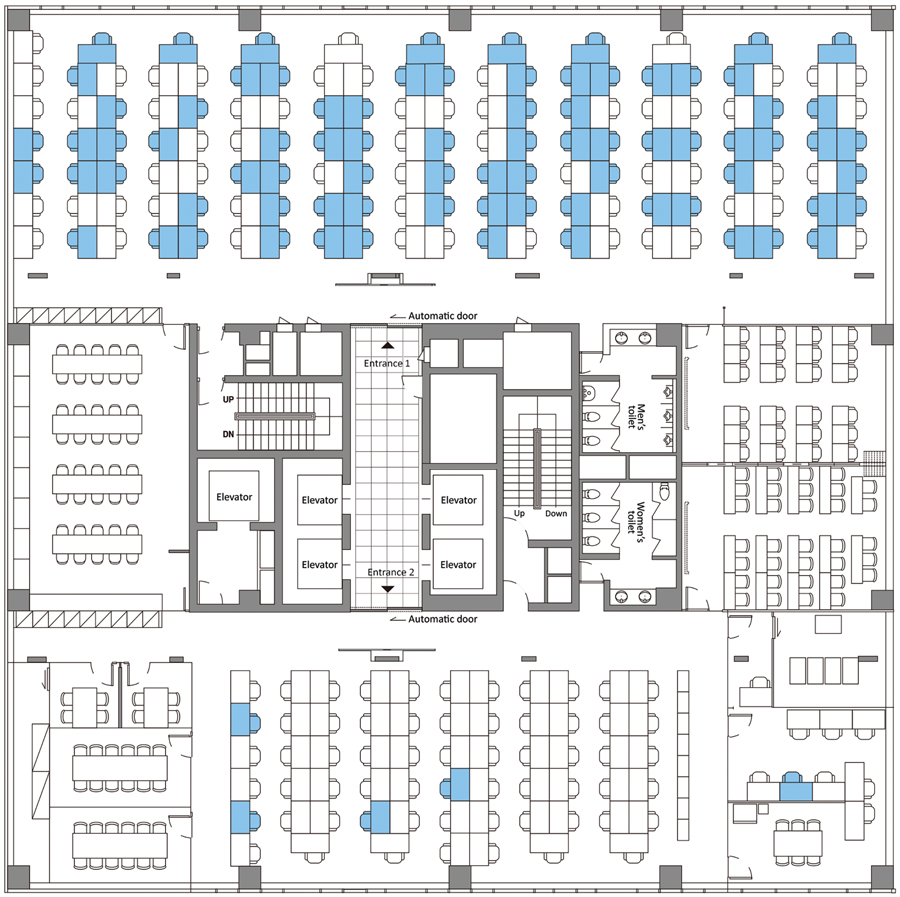 Automatic door
Entrance 1
UP
DN
Men's
toilet
Elevator
Elevator
Elevator
Up
Down
Women's
toilet
Elevator
Elevator
Entrance 2
Automatic door